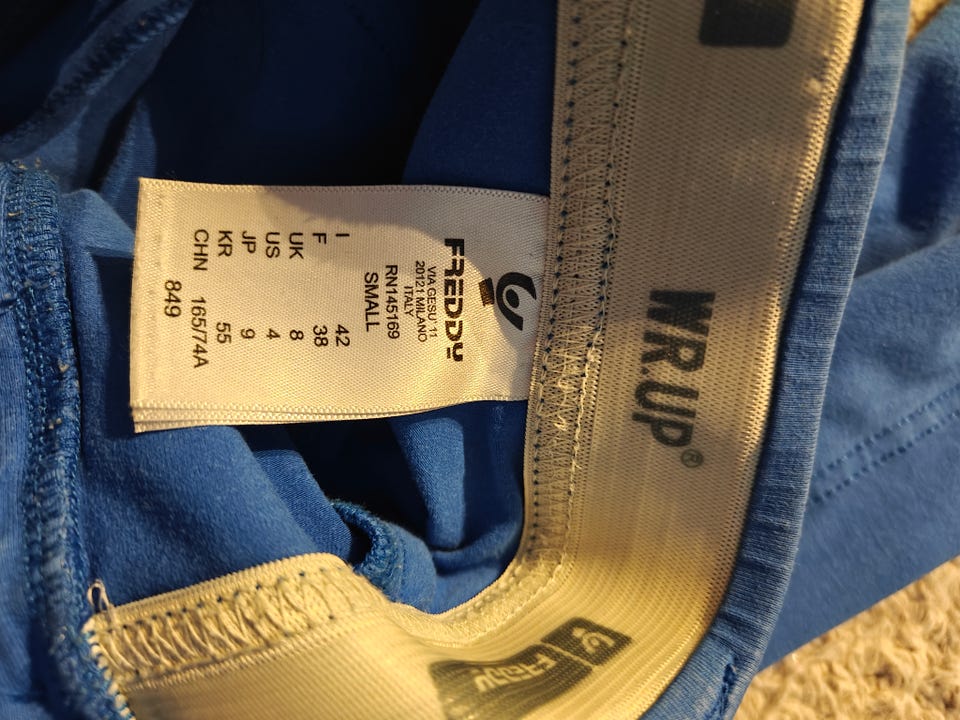 FREDDY
VIA GESU' 11
20121 MILANO
ITALY
RN145169
SMALL
I 42
F 38
UK 8
US 4
JP 9
KR 55
CHN 165/74A
849
WR.UP®
FREDDY